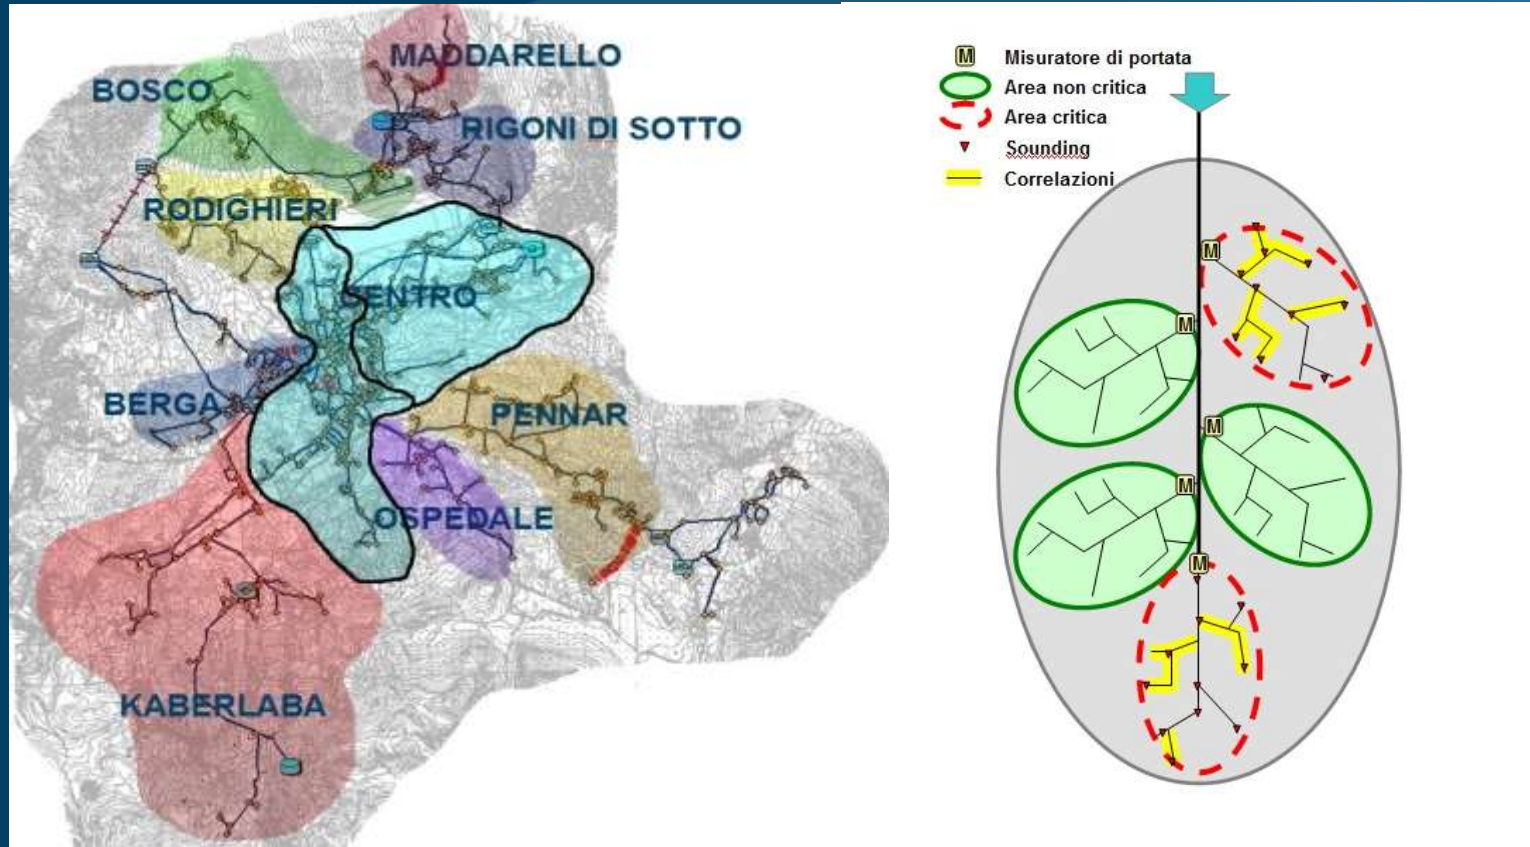 MADDARELLO
BOSCO
RIGONI DI SOTTO
RODIGHIERI
CENTRO
BERGA
PENNAR
OSPEDALE
KABERLABA
M Misuratore di portata
Area non critica
Area critica
Sounding
Correlazioni
M
M
M
M
M